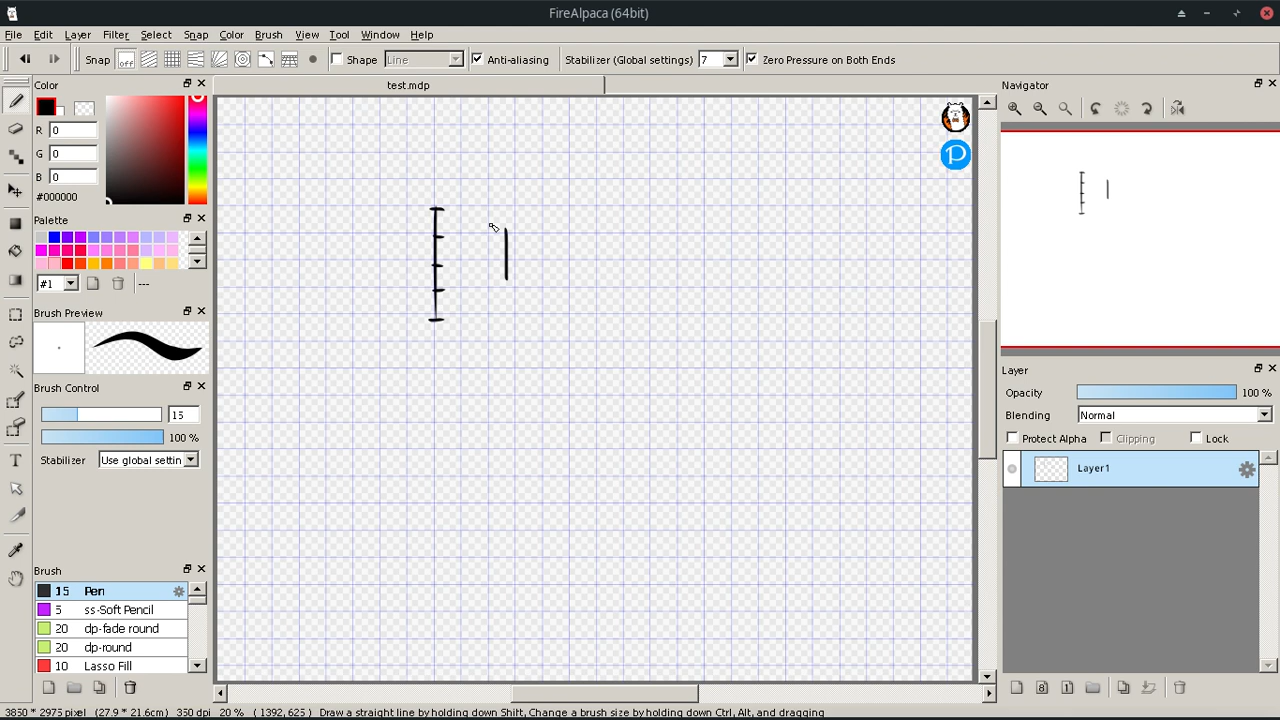 FireAlpaca (64bit)
File Edit Layer Filter Select Snap Color Brush View Tool Window Help
Snap off Shape Line Anti-aliasing Stabilizer (Global settings) 7 Zero Pressure on Both Ends
Color
test.mdp
Navigator
R 0
G 0
B 0
#000000
Palette
#1
---
Brush Preview
Brush Control
15
100 %
Stabilizer Use global settin
Layer
Opacity 100 %
Blending Normal
Protect Alpha Clipping Lock
Layer1
Brush
15 Pen
5 ss-Soft Pencil
20 dp-fade round
20 dp-round
10 Lasso Fill
3850 * 2975 pixel (27.9 * 21.6cm) 350 dpi 20 % ( 1392, 625 ) Draw a straight line by holding down Shift, Change a brush size by holding down Ctrl, Alt, and dragging